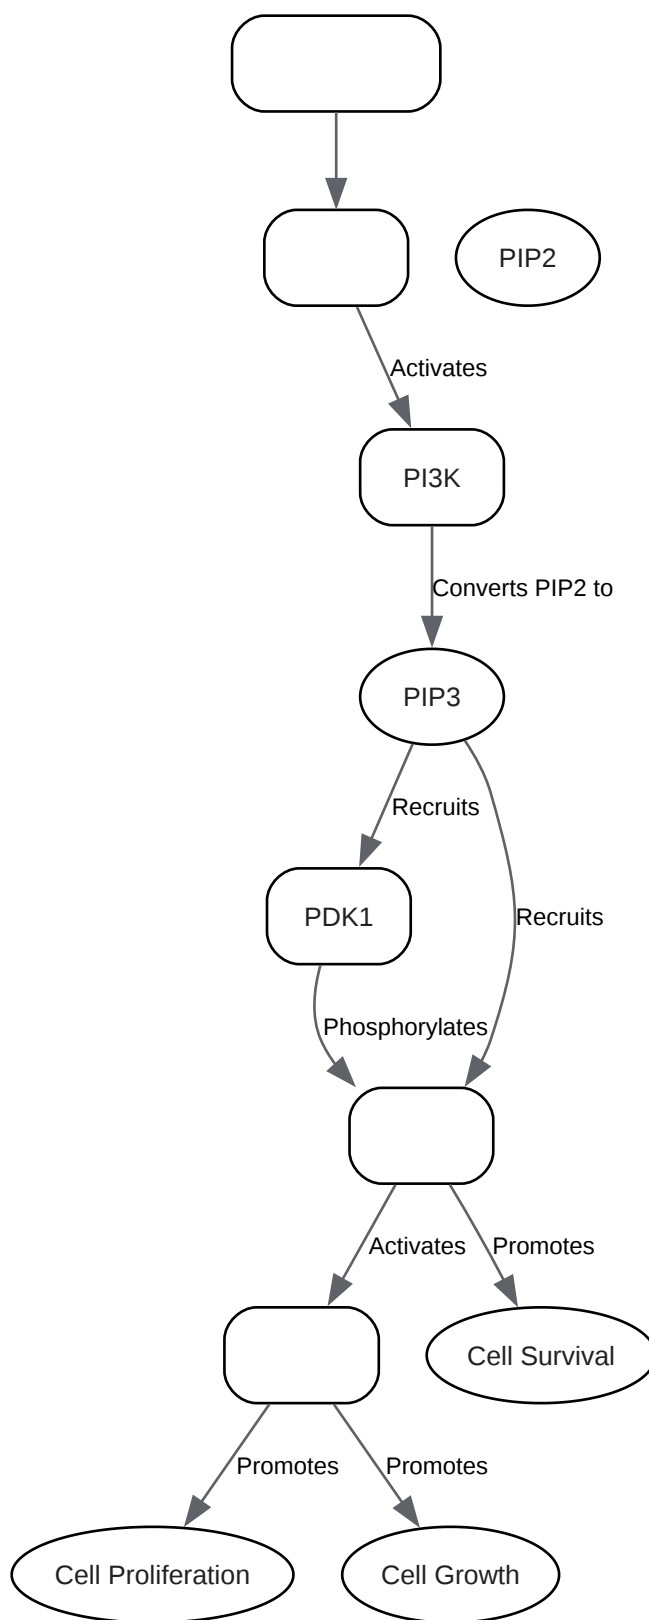 PIP2
Activates
PI3K
Converts PIP2 to
PIP3
Recruits
PDK1
Recruits
Phosphorylates
Activates
Promotes
Cell Survival
Promotes
Promotes
Cell Proliferation
Cell Growth